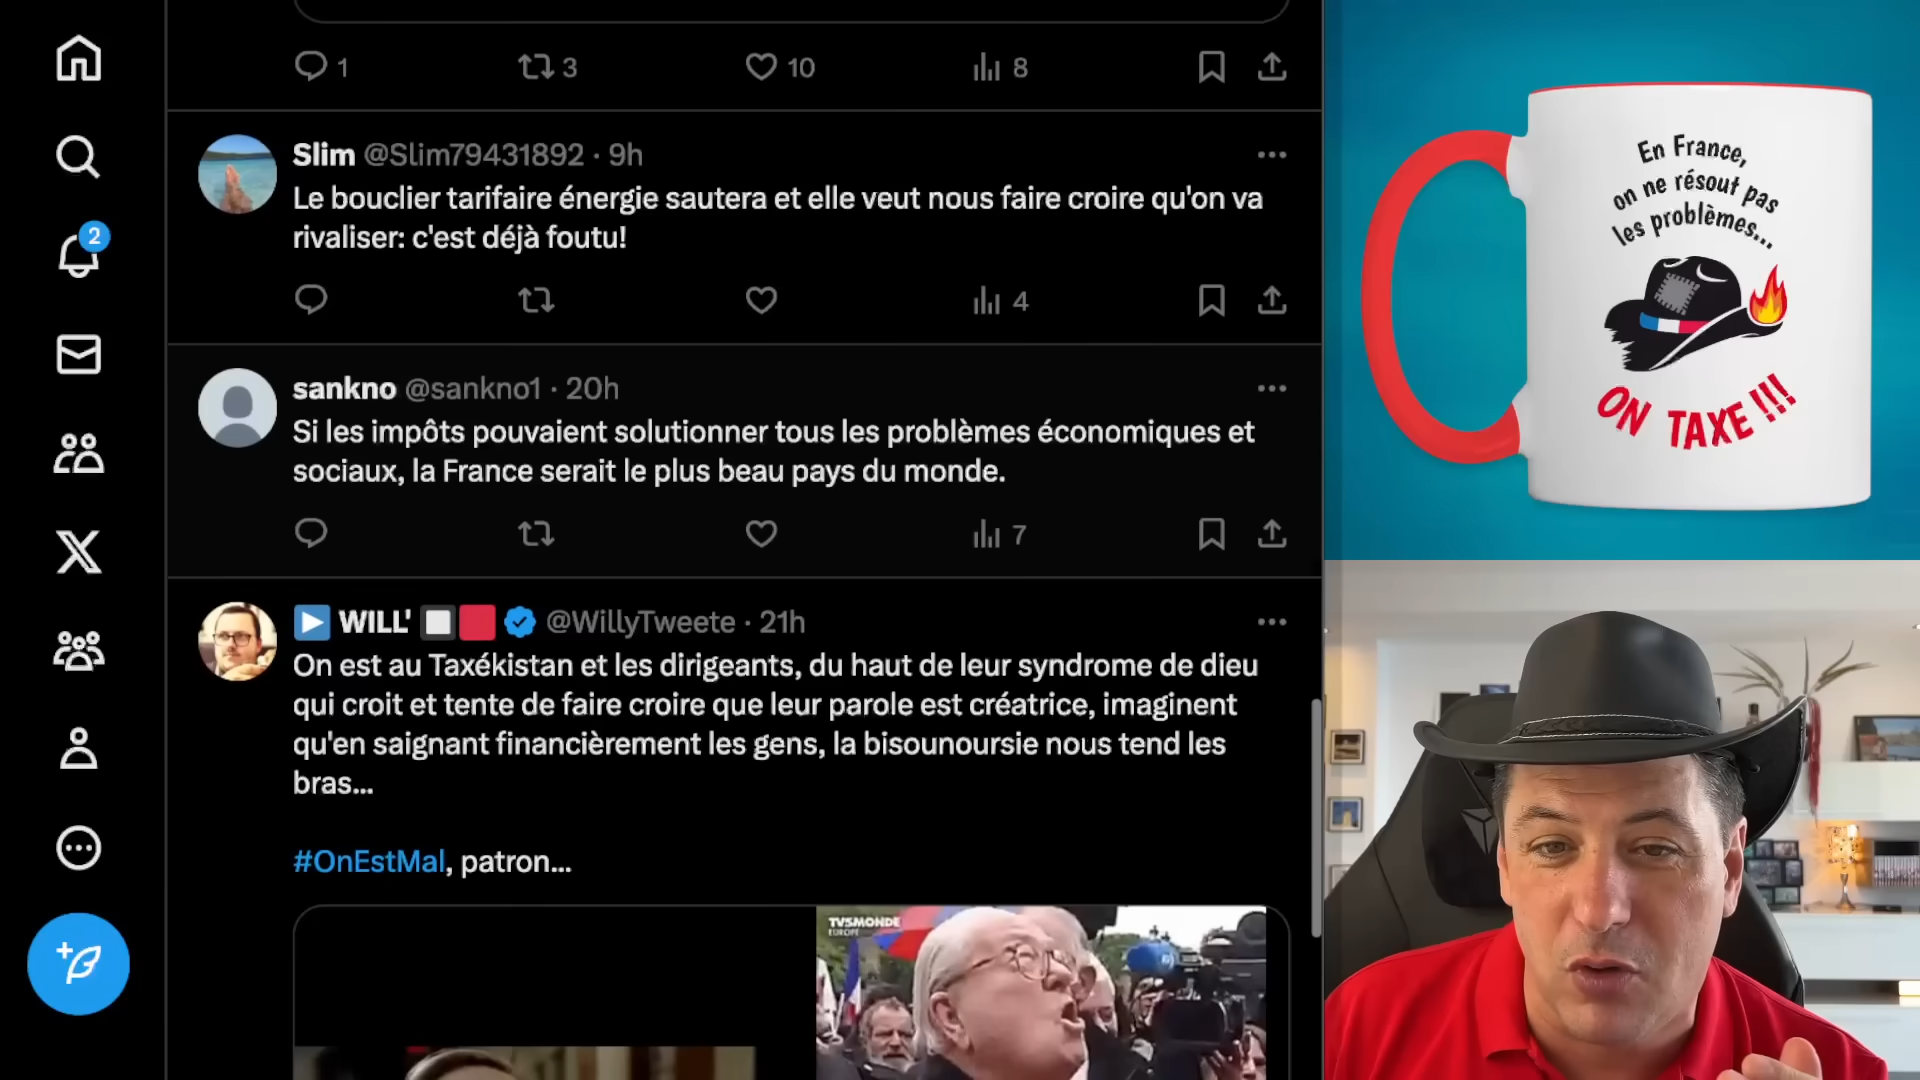 1
3
10
8
Slim @Slim79431892 · 9h
Le bouclier tarifaire énergie sautera et elle veut nous faire croire qu'on va
rivaliser: c'est déjà foutu!
4
2
sankno @sankno1 · 20h
Si les impôts pouvaient solutionner tous les problèmes économiques et
sociaux, la France serait le plus beau pays du monde.
7
WILL' @WillyTweete · 21h
On est au Taxékistan et les dirigeants, du haut de leur syndrome de dieu
qui croit et tente de faire croire que leur parole est créatrice, imaginent
qu'en saignant financièrement les gens, la bisounoursie nous tend les
bras...
#OnEstMal, patron...
TV5MONDE
EUROPE
En France,
on ne résout pas
les problèmes...
ON TAXE !!!